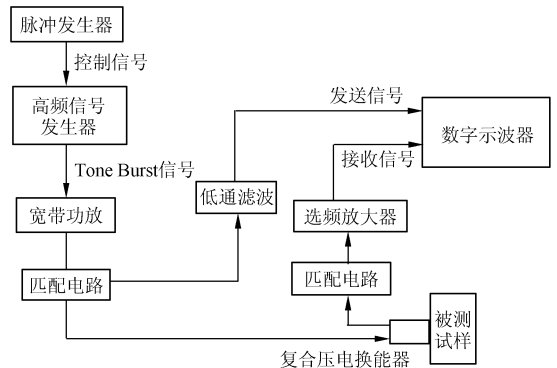 脉冲发生器
控制信号
高频信号
发生器
Tone Burst信号
宽带功放
匹配电路
低通滤波
发送信号
数字示波器
接收信号
选频放大器
匹配电路
被测
试样
复合压电换能器